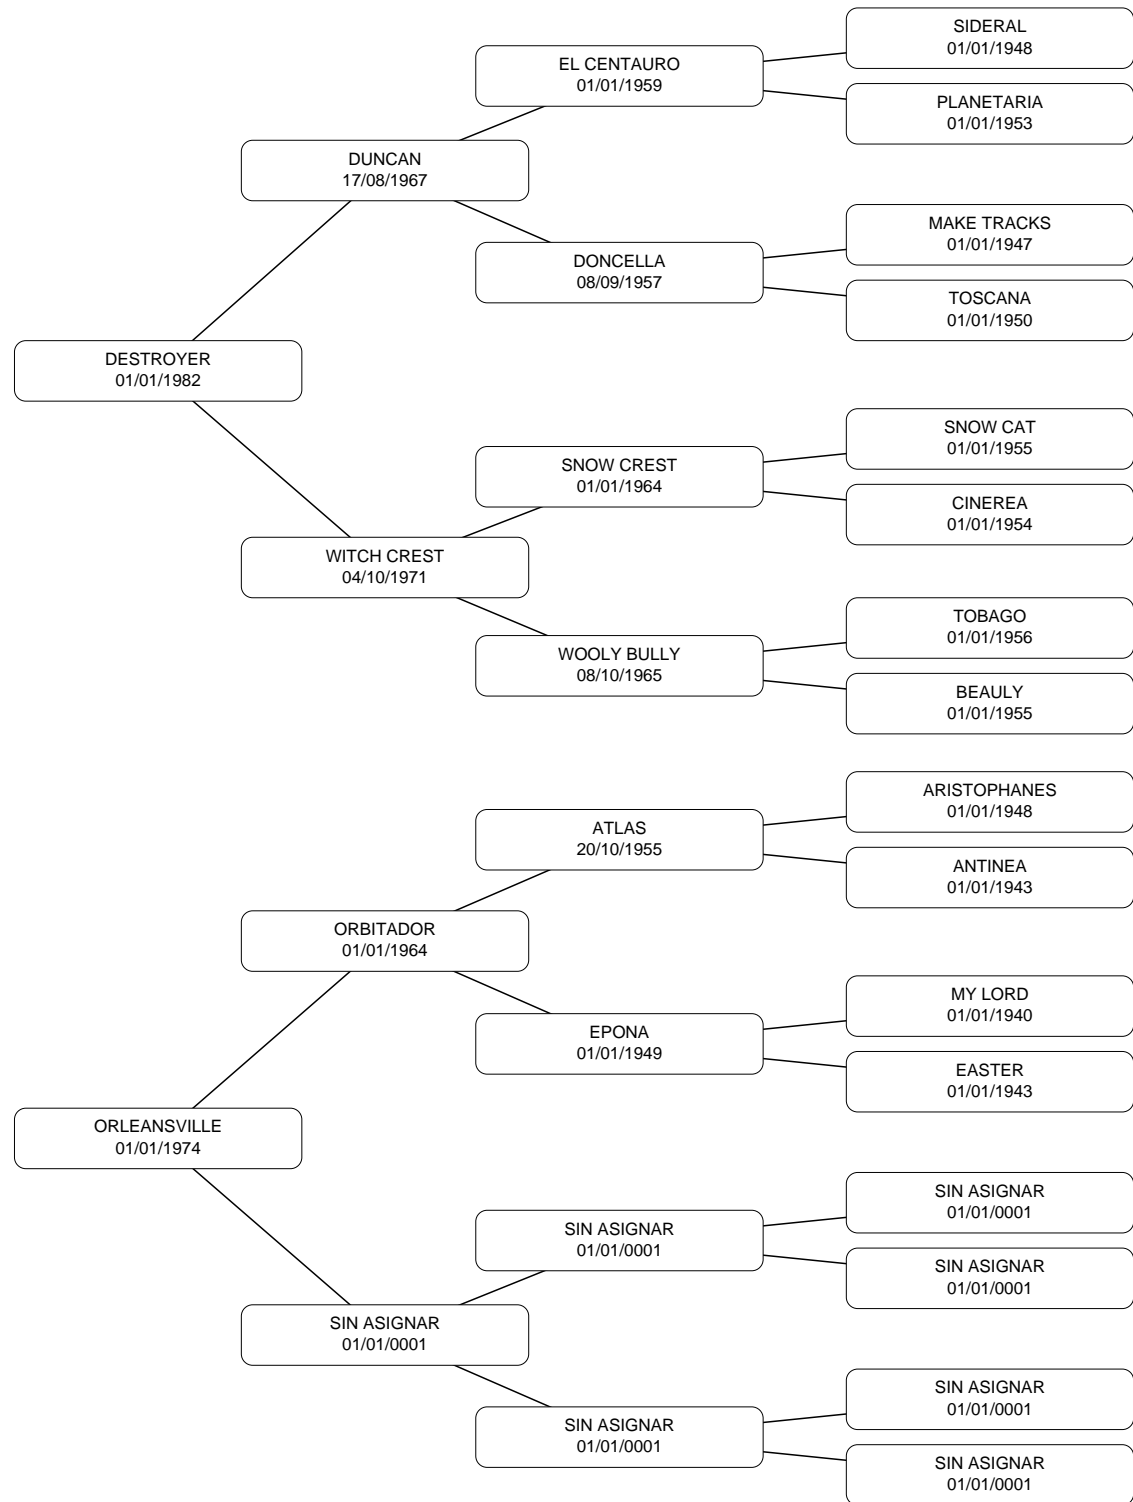 SIDERAL
01/01/1948
EL CENTAURO
01/01/1959
PLANETARIA
01/01/1953
DUNCAN
17/08/1967
MAKE TRACKS
01/01/1947
DONCELLA
08/09/1957
TOSCANA
01/01/1950
DESTROYER
01/01/1982
SNOW CAT
01/01/1955
SNOW CREST
01/01/1964
CINEREA
01/01/1954
WITCH CREST
04/10/1971
TOBAGO
01/01/1956
WOOLY BULLY
08/10/1965
BEAULY
01/01/1955
ARISTOPHANES
01/01/1948
ATLAS
20/10/1955
ANTINEA
01/01/1943
ORBITADOR
01/01/1964
MY LORD
01/01/1940
EPONA
01/01/1949
EASTER
01/01/1943
ORLEANSVILLE
01/01/1974
SIN ASIGNAR
01/01/0001
SIN ASIGNAR
01/01/0001
SIN ASIGNAR
01/01/0001
SIN ASIGNAR
01/01/0001
SIN ASIGNAR
01/01/0001
SIN ASIGNAR
01/01/0001
SIN ASIGNAR
01/01/0001